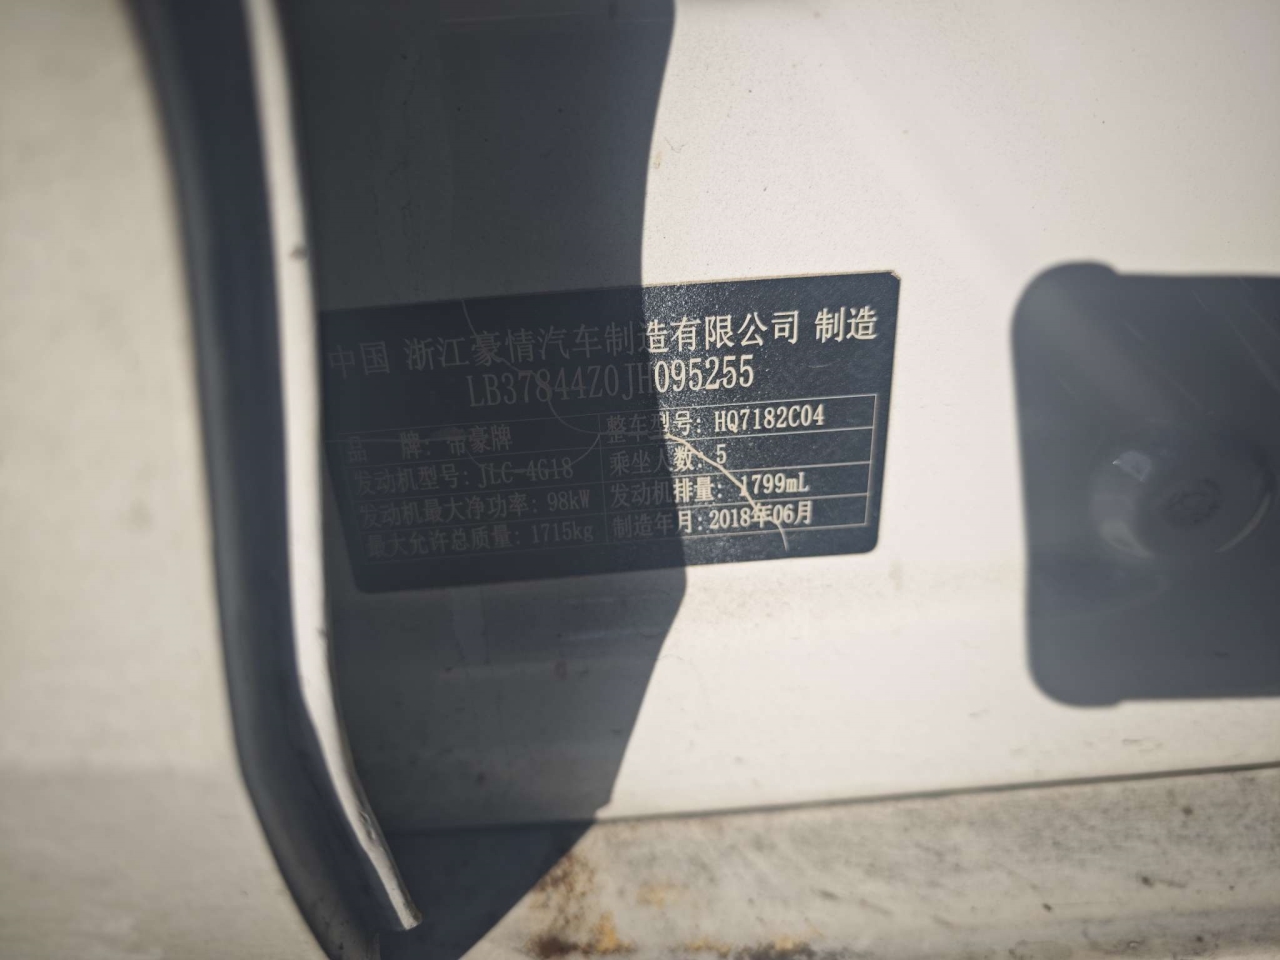 中国 浙江豪情汽车制造有限公司 制造
LB37844Z0JH095255
品 牌: 帝豪牌 整车型号: HQ7182C04
发动机型号: JLC-4G18 乘坐人数: 5
发动机最大净功率: 98kW 发动机排量: 1799mL
最大允许总质量: 1715kg 制造年月: 2018年06月